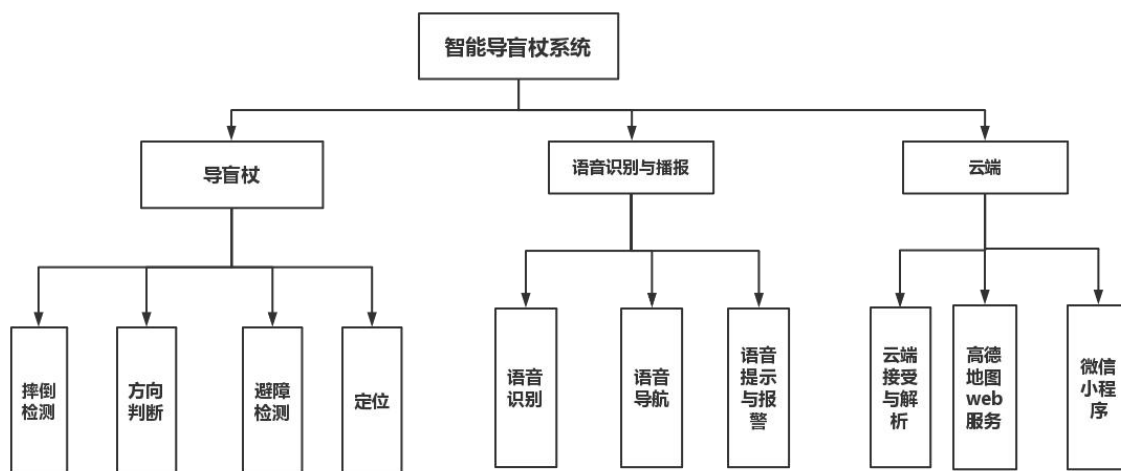 智能导盲杖系统
导盲杖
语音识别与播报
云端
摔倒
检测
方向
判断
避障
检测
定位
语音
识别
语音
导航
语音
提示
与报
警
云端
接受
与解
析
高德
地图
web
服务
微信
小程
序